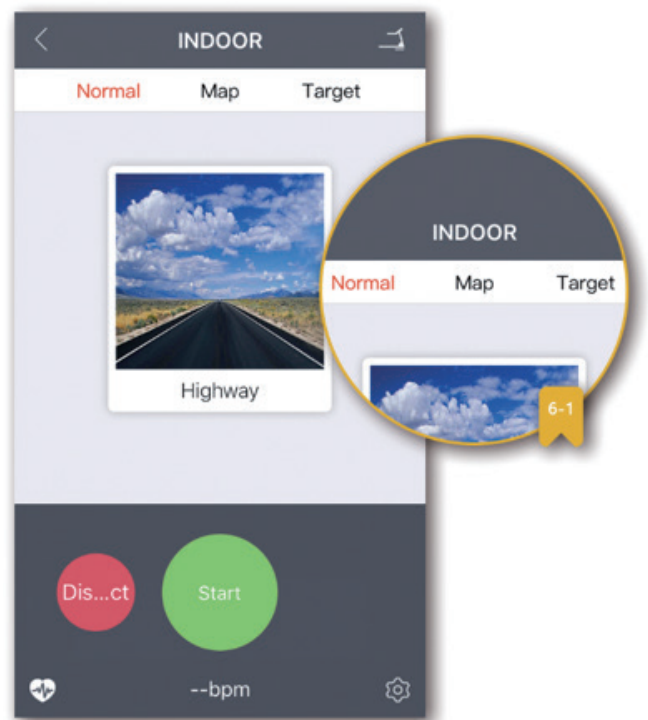 INDOOR
Normal Map Target
Highway
Dis...ct Start
--bpm
INDOOR
Normal Map Target
6-1